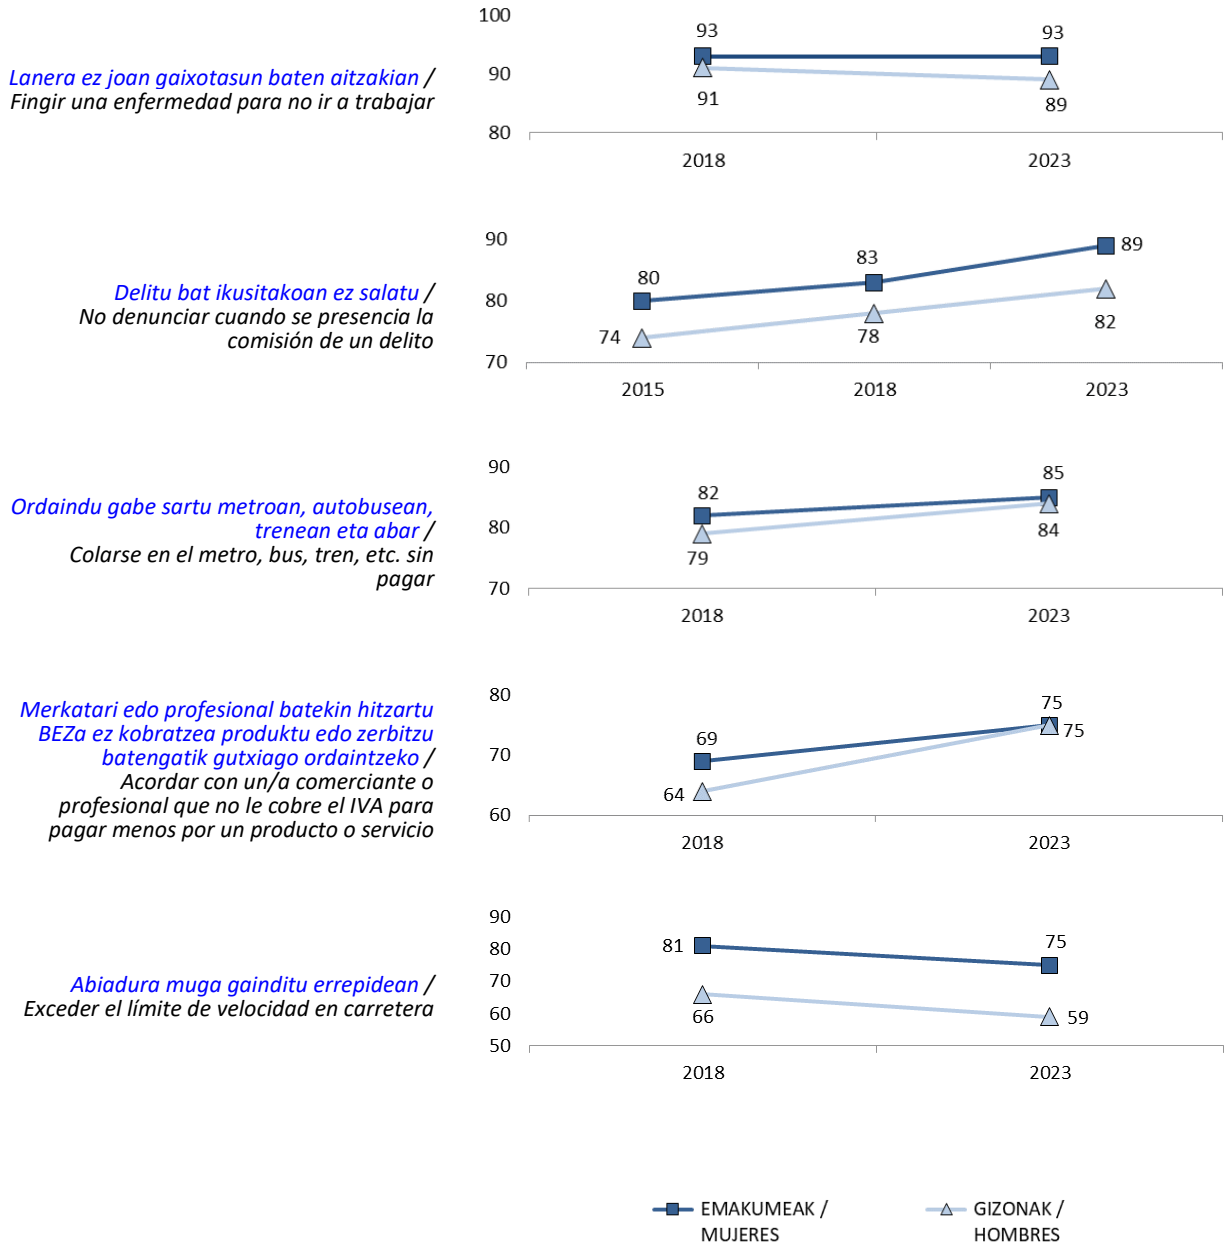 100
93
93
Lanera ez joan gaixotasun baten aitzakian /
Fingir una enfermedad para no ir a trabajar
90
91
89
80
2018
2023
90
89
83
80
Delitu bat ikusitakoan ez salatu /
No denunciar cuando se presencia la
comisión de un delito
80
74
78
82
70
2015
2018
2023
90
85
82
Ordaindu gabe sartu metroan, autobusean,
trenean eta abar /
Colarse en el metro, bus, tren, etc. sin
pagar
80
79
84
70
2018
2023
80
75
69
75
Merkatari edo profesional batekin hitzartu
BEZa ez kobratzea produktu edo zerbitzu
batengatik gutxiago ordaintzeko /
Acordar con un/a comerciante o
profesional que no le cobre el IVA para
pagar menos por un producto o servicio
70
64
60
2018
2023
90
80
81
75
Abiadura muga gainditu errepidean /
Exceder el límite de velocidad en carretera
70
60
66
59
50
2018
2023
EMAKUMEAK /
MUJERES
GIZONAK /
HOMBRES